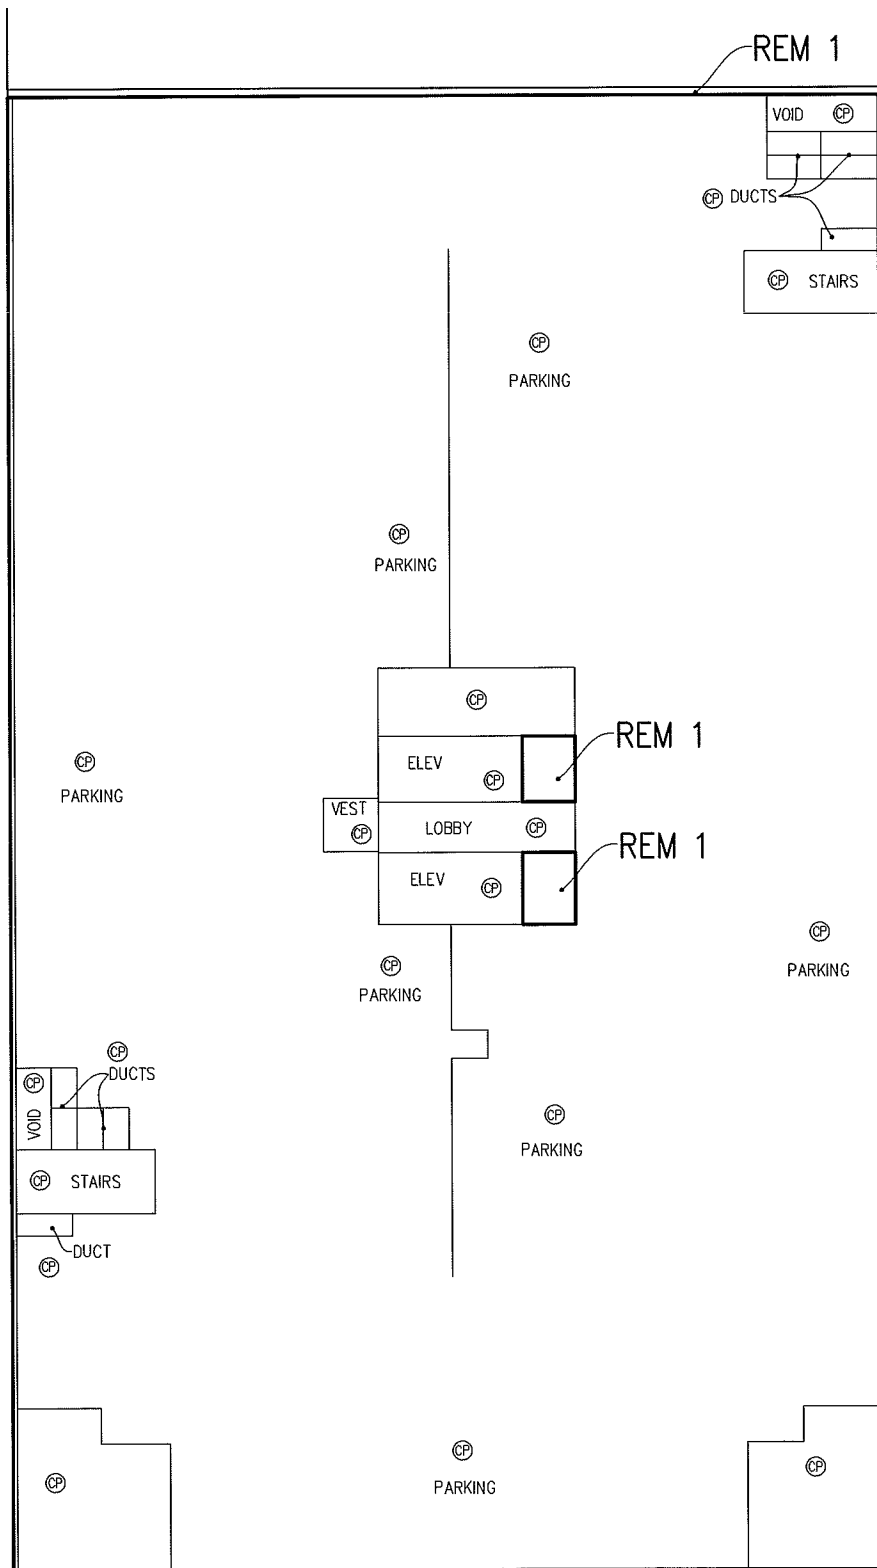 REM 1
VOID CP
CP DUCTS
CP STAIRS
CP
PARKING
CP
PARKING
CP
REM 1
ELEV
CP
CP
PARKING
VEST
CP
LOBBY CP
REM 1
ELEV
CP
CP
PARKING
CP
PARKING
CP
DUCTS
CP
VOID
CP
PARKING
CP STAIRS
DUCT
CP
CP
PARKING
CP
CP